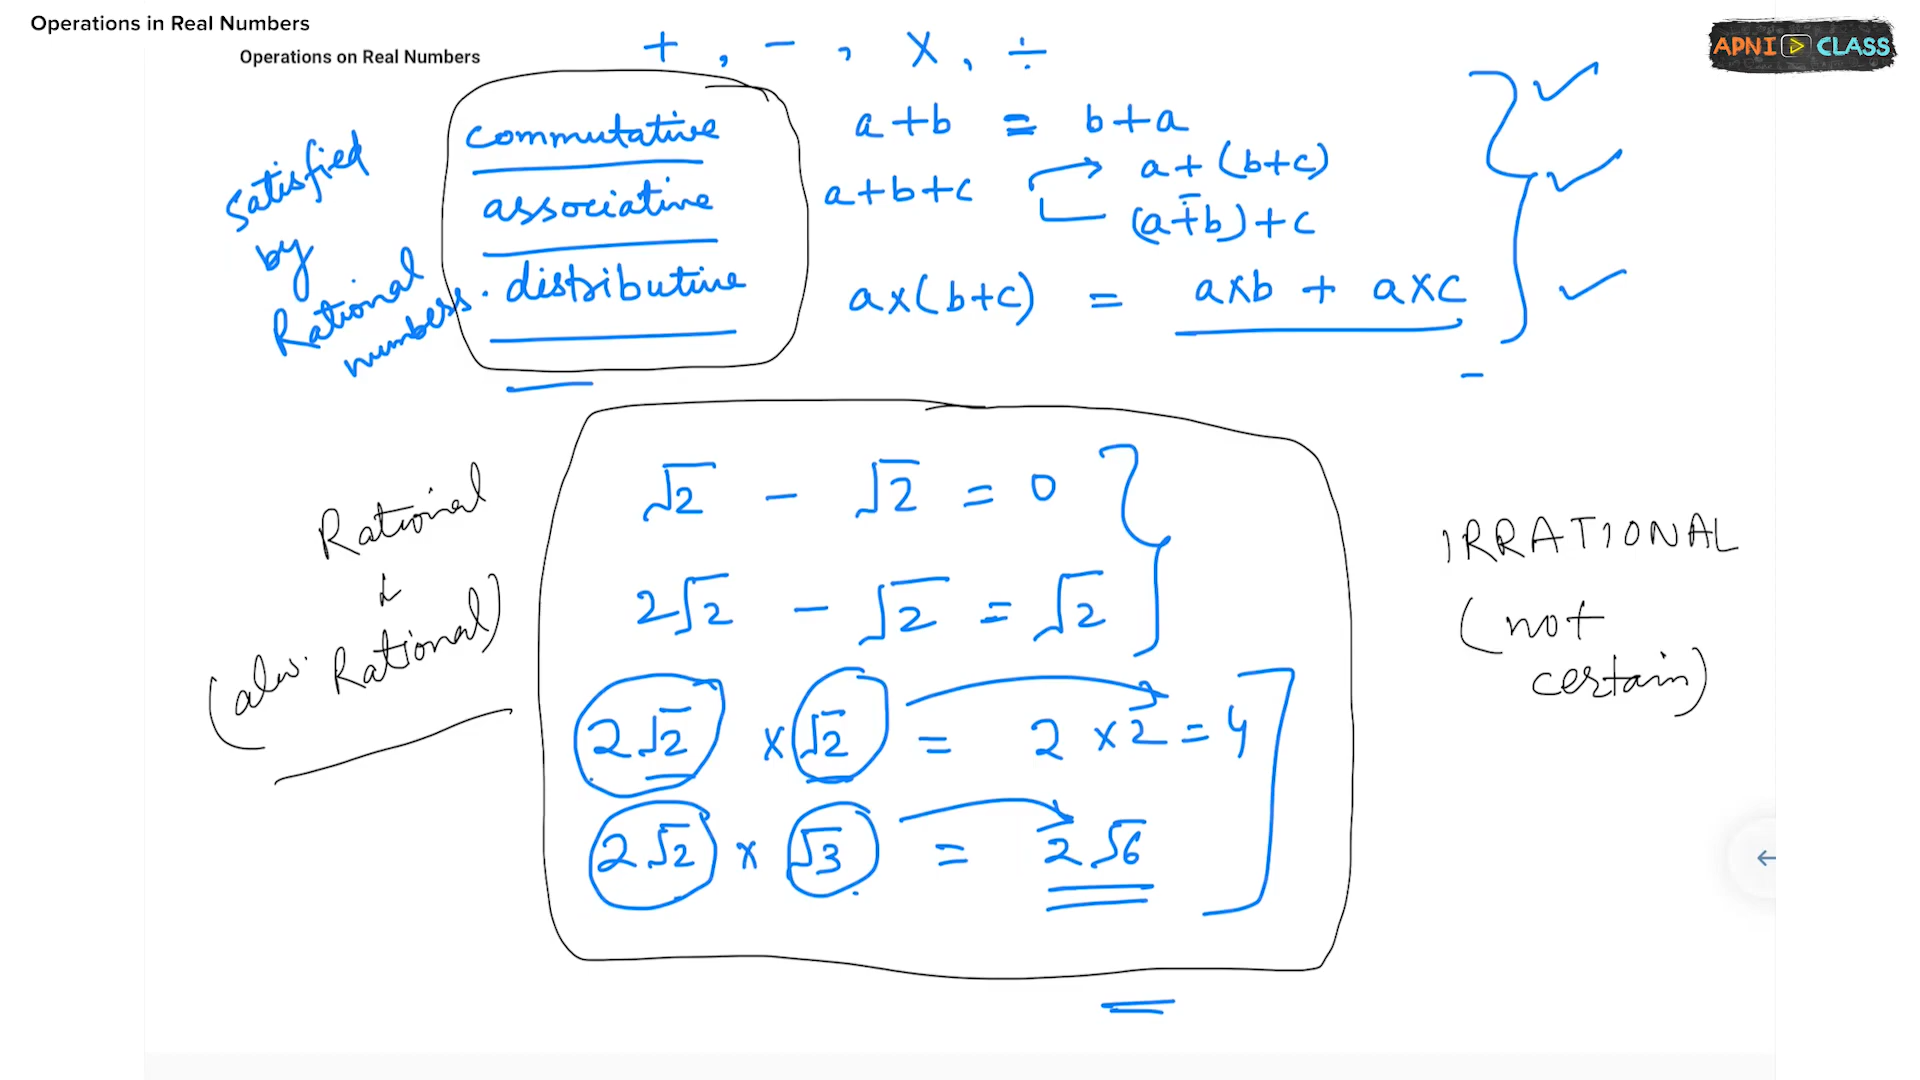 Operations in Real Numbers
Operations on Real Numbers
+ , - , × , ÷
APNI CLASS
Satisfied
by
Rational
numbers.
commutative
a+b = b+a
associative
a+b+c
a+(b+c)
=
(a+b)+c
distributive
a×(b+c) = a×b + a×c
Rational
(alw. Rational)
√2 - √2 = 0
2√2 - √2 = √2
2√2 × √2 = 2 × 2 = 4
2√2 × √3 = 2√6
IRRATIONAL
(not
certain)